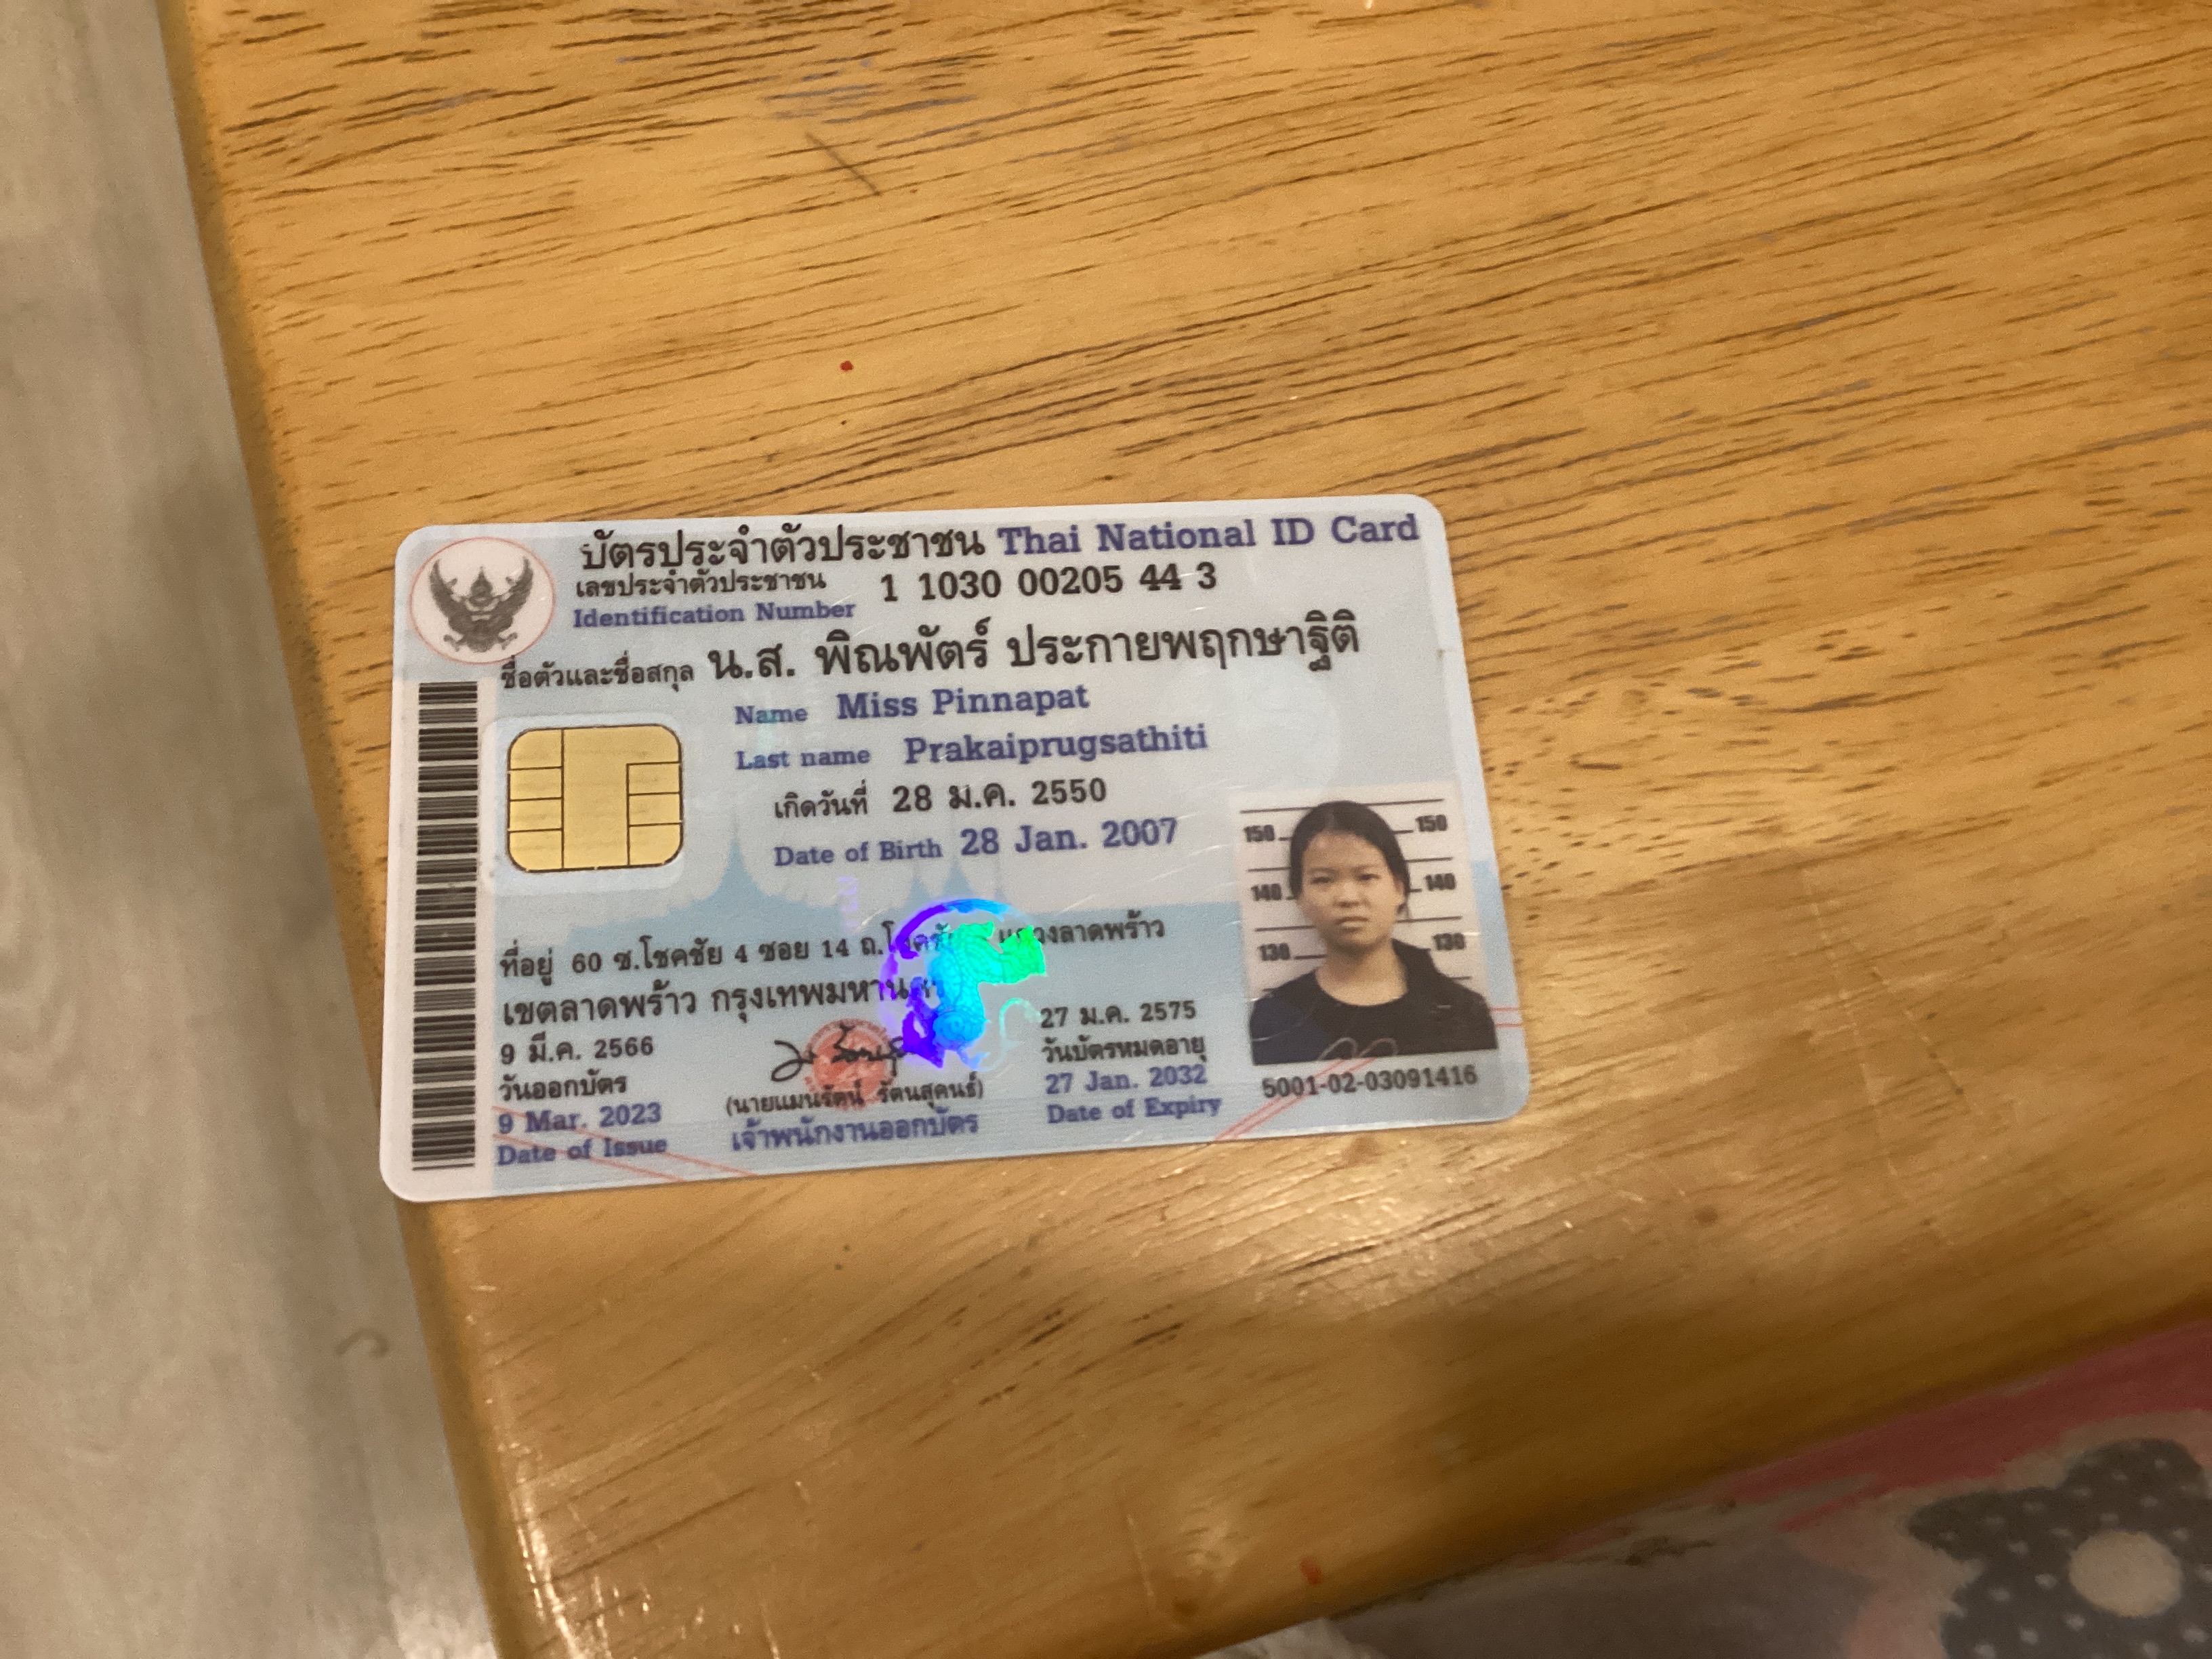 บัตรประจำตัวประชาชน Thai National ID Card
เลขประจำตัวประชาชน 1 1030 00205 44 3
Identification Number
ชื่อตัวและชื่อสกุล น.ส. พิณพัตร์ ประกายพฤกษาฐิติ
Name Miss Pinnapat
Last name Prakaiprugsathiti
เกิดวันที่ 28 ม.ค. 2550
Date of Birth 28 Jan. 2007
150 150
140 140
130 130
ที่อยู่ 60 ซ.โชคชัย 4 ซอย 14 ลาดพร้าว
เขตลาดพร้าว
9 มี.ค. 2566
วันออกบัตร
9 Mar. 2023
Date of Issue
(นายแมนรัตน์ รัตนสุคนธ์)
เจ้าพนักงานออกบัตร
27 ม.ค. 2575
วันบัตรหมดอายุ
27 Jan. 2032
Date of Expiry
5001-02-03091416